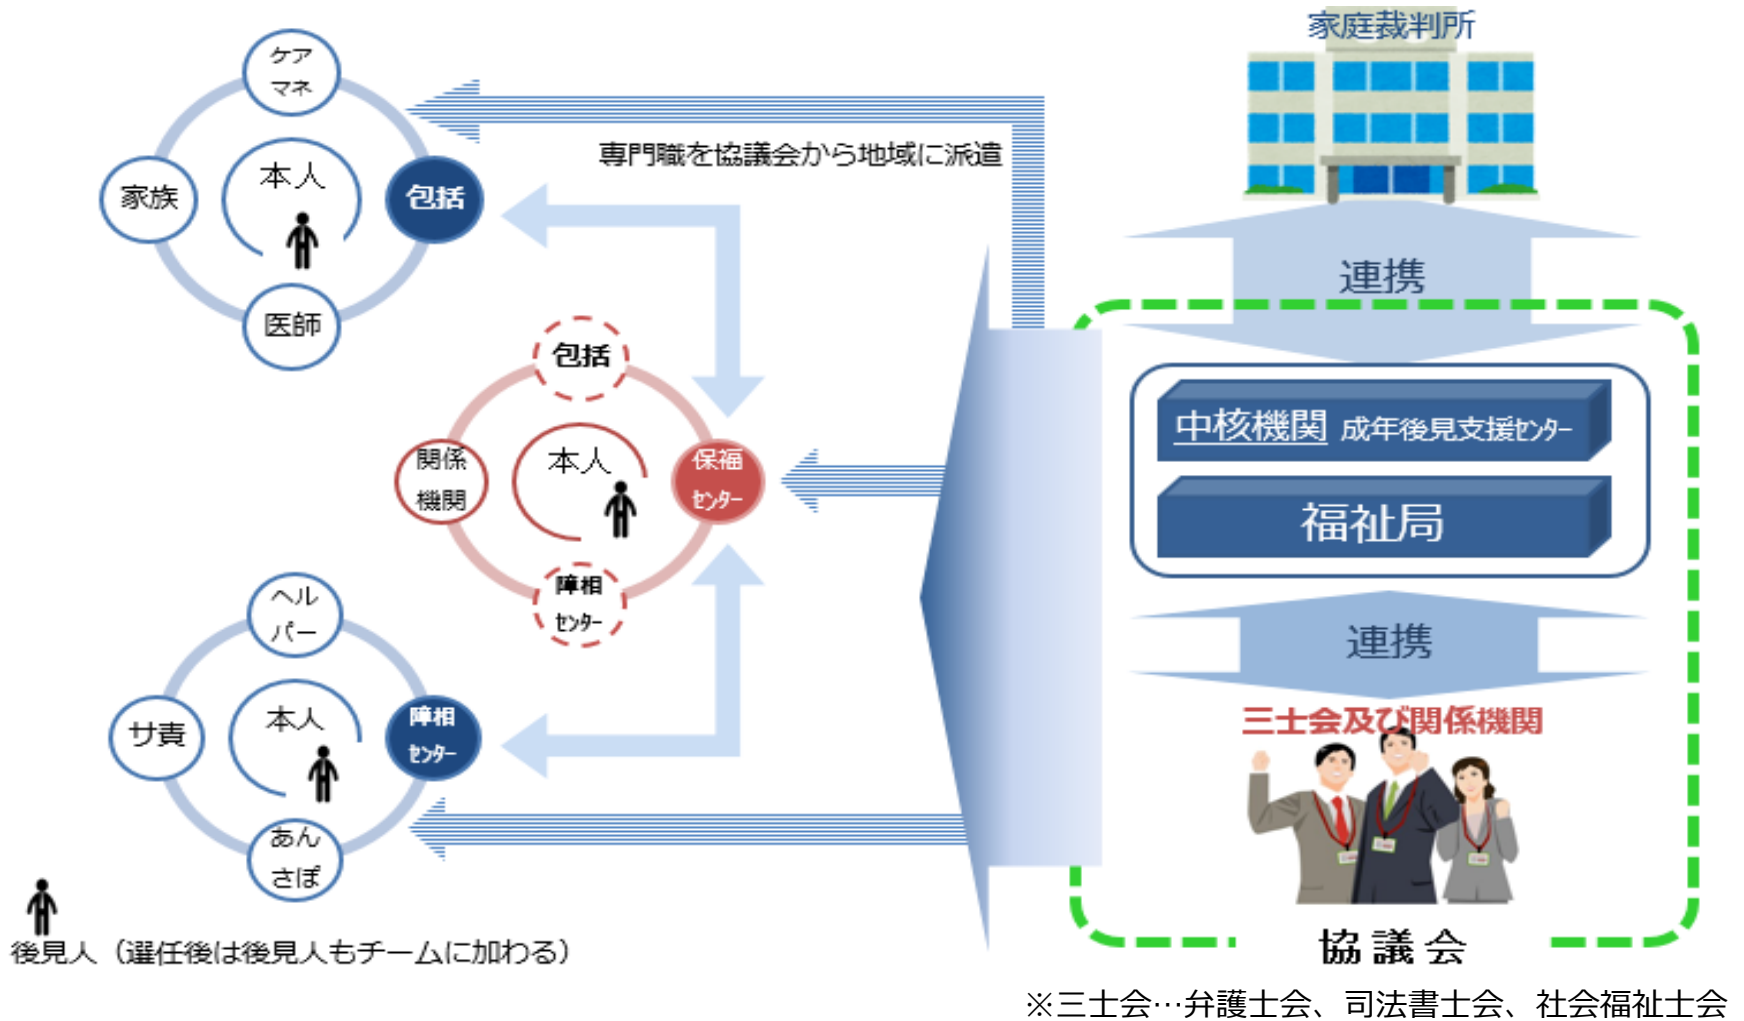 家庭裁判所
ケア
マネ
専門職を協議会から地域に派遣
本人
家族
包括
連携
医師
包括
中核機関 成年後見支援ｾﾝﾀｰ
関係
機関
本人
保福
ｾﾝﾀｰ
福祉局
障相
ｾﾝﾀｰ
ヘル
パー
連携
サ責
本人
障相
ｾﾝﾀｰ
三士会及び関係機関
あん
さぽ
後見人（選任後は後見人もチームに加わる）
協議会
※三士会…弁護士会、司法書士会、社会福祉士会